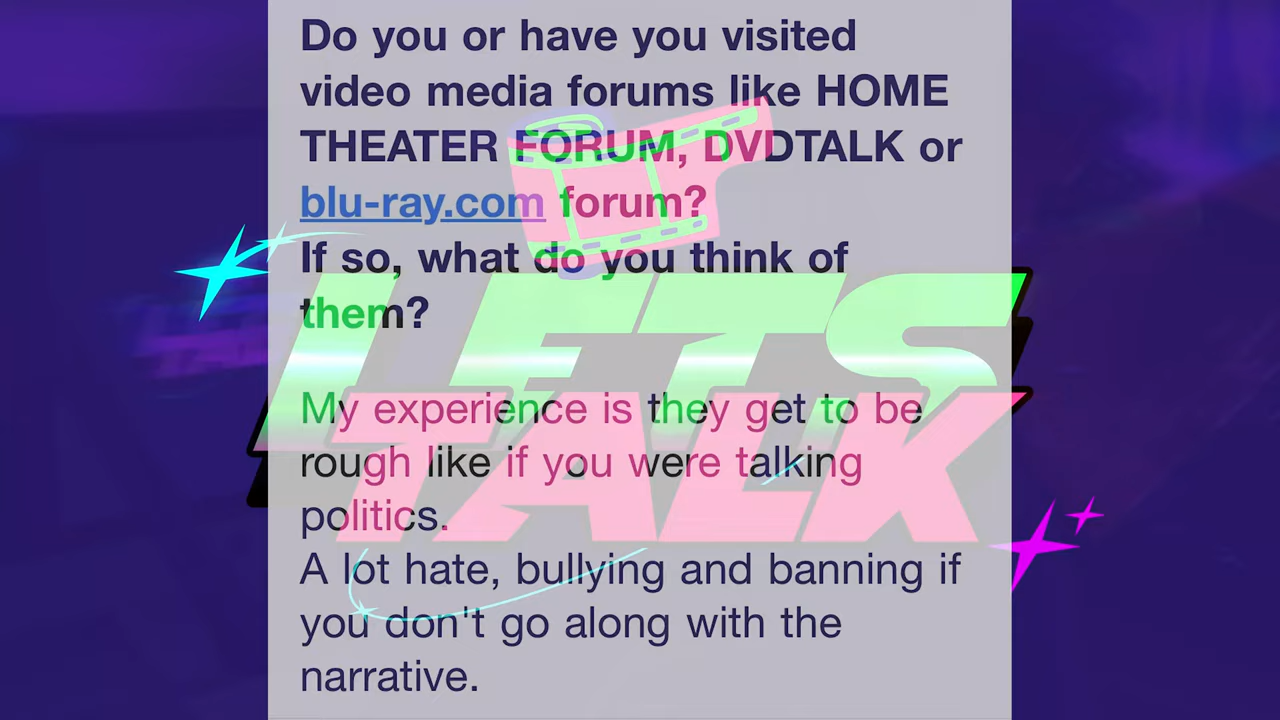 Do you or have you visited
video media forums like HOME
THEATER FORUM, DVDTALK or
blu-ray.com forum?
If so, what do you think of
them?
LETS
TALK
My experience is they get to be
rough like if you were talking
politics.
A lot hate, bullying and banning if
you don't go along with the
narrative.